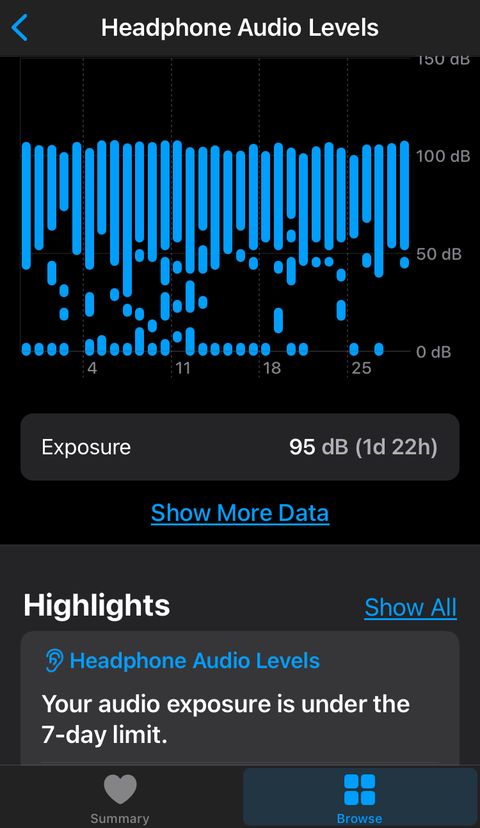 Headphone Audio Levels
150 dB
100 dB
50 dB
0 dB
4 11 18 25
Exposure 95 dB (1d 22h)
Show More Data
Highlights Show All
Headphone Audio Levels
Your audio exposure is under the
7-day limit.
Summary Browse